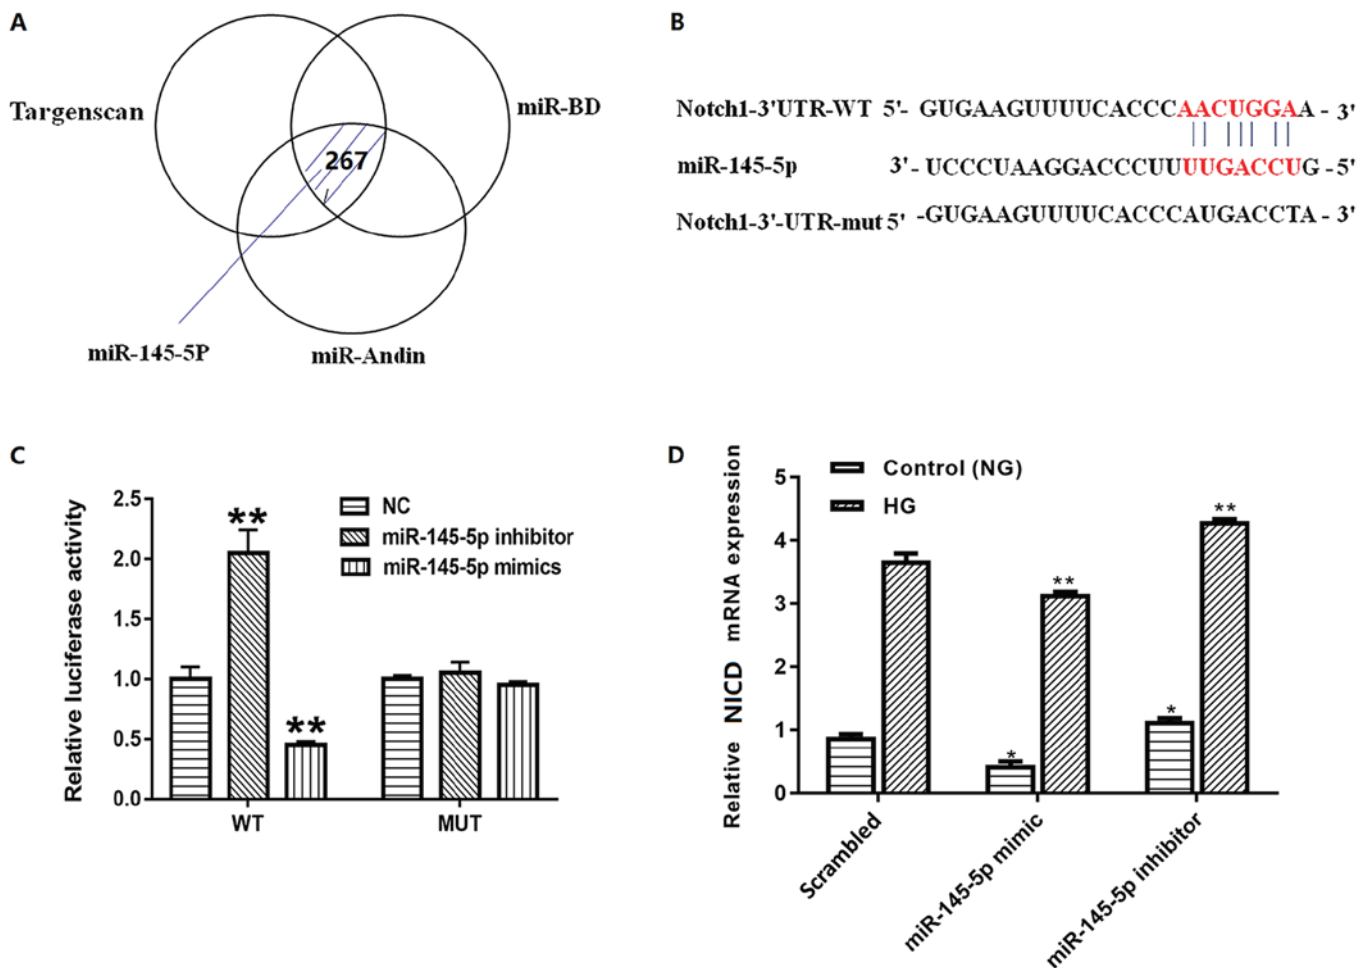 A
Targenscan
miR-BD
267
miR-145-5P
miR-Andin
B
Notch1-3'UTR-WT 5'- GUGAAGUUUUCACCCAACUGGAA - 3'
miR-145-5p 3'- UCCCUAAGGACCCUUUUGACCUG -5'
Notch1-3'-UTR-mut 5' -GUGAAGUUUUCACCCAUGACCTA- 3'
C
Relative luciferase activity
2.5
2.0
1.5
1.0
0.5
0.0
NC
miR-145-5p inhibitor
miR-145-5p mimics
**
**
WT
MUT
D
Relative NICD mRNA expression
5
4
3
2
1
0
Control (NG)
HG
*
**
*
**
Scrambled
miR-145-5p mimic
miR-145-5p inhibitor